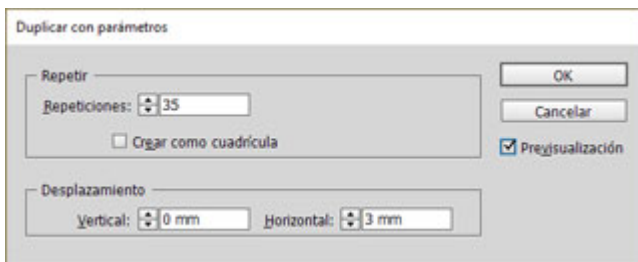 Duplicar con parámetros
Repetir
Repeticiones: 35
Crear como cuadrícula
OK
Cancelar
Previsualización
Desplazamiento
Vertical: 0 mm Horizontal: 3 mm